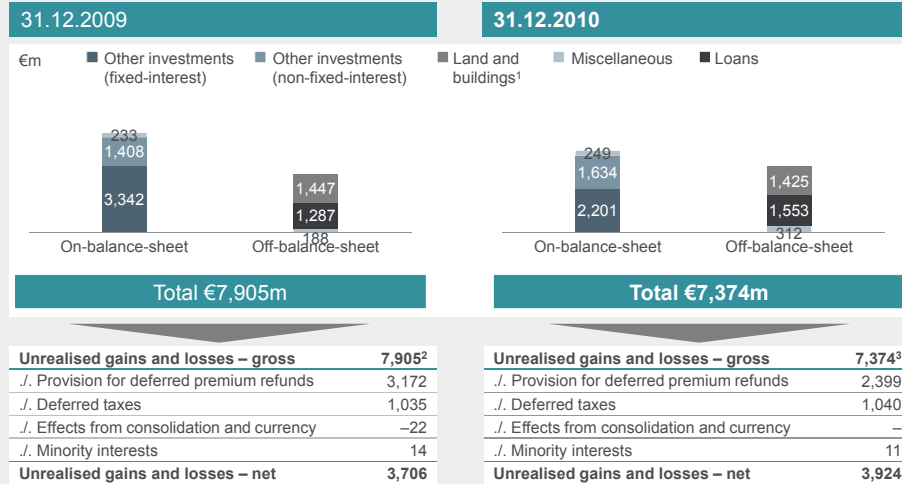 31.12.2009
31.12.2010
€m
Other investments (fixed-interest)
Other investments (non-fixed-interest)
Land and buildings¹
Miscellaneous
Loans
233
1,408
3,342
1,447
1,287
188
On-balance-sheet
Off-balance-sheet
249
1,634
2,201
1,425
1,553
312
On-balance-sheet
Off-balance-sheet
Total €7,905m
Total €7,374m
Unrealised gains and losses – gross 7,905²
./. Provision for deferred premium refunds 3,172
./. Deferred taxes 1,035
./. Effects from consolidation and currency –22
./. Minority interests 14
Unrealised gains and losses – net 3,706
Unrealised gains and losses – gross 7,374³
./. Provision for deferred premium refunds 2,399
./. Deferred taxes 1,040
./. Effects from consolidation and currency –
./. Minority interests 11
Unrealised gains and losses – net 3,924